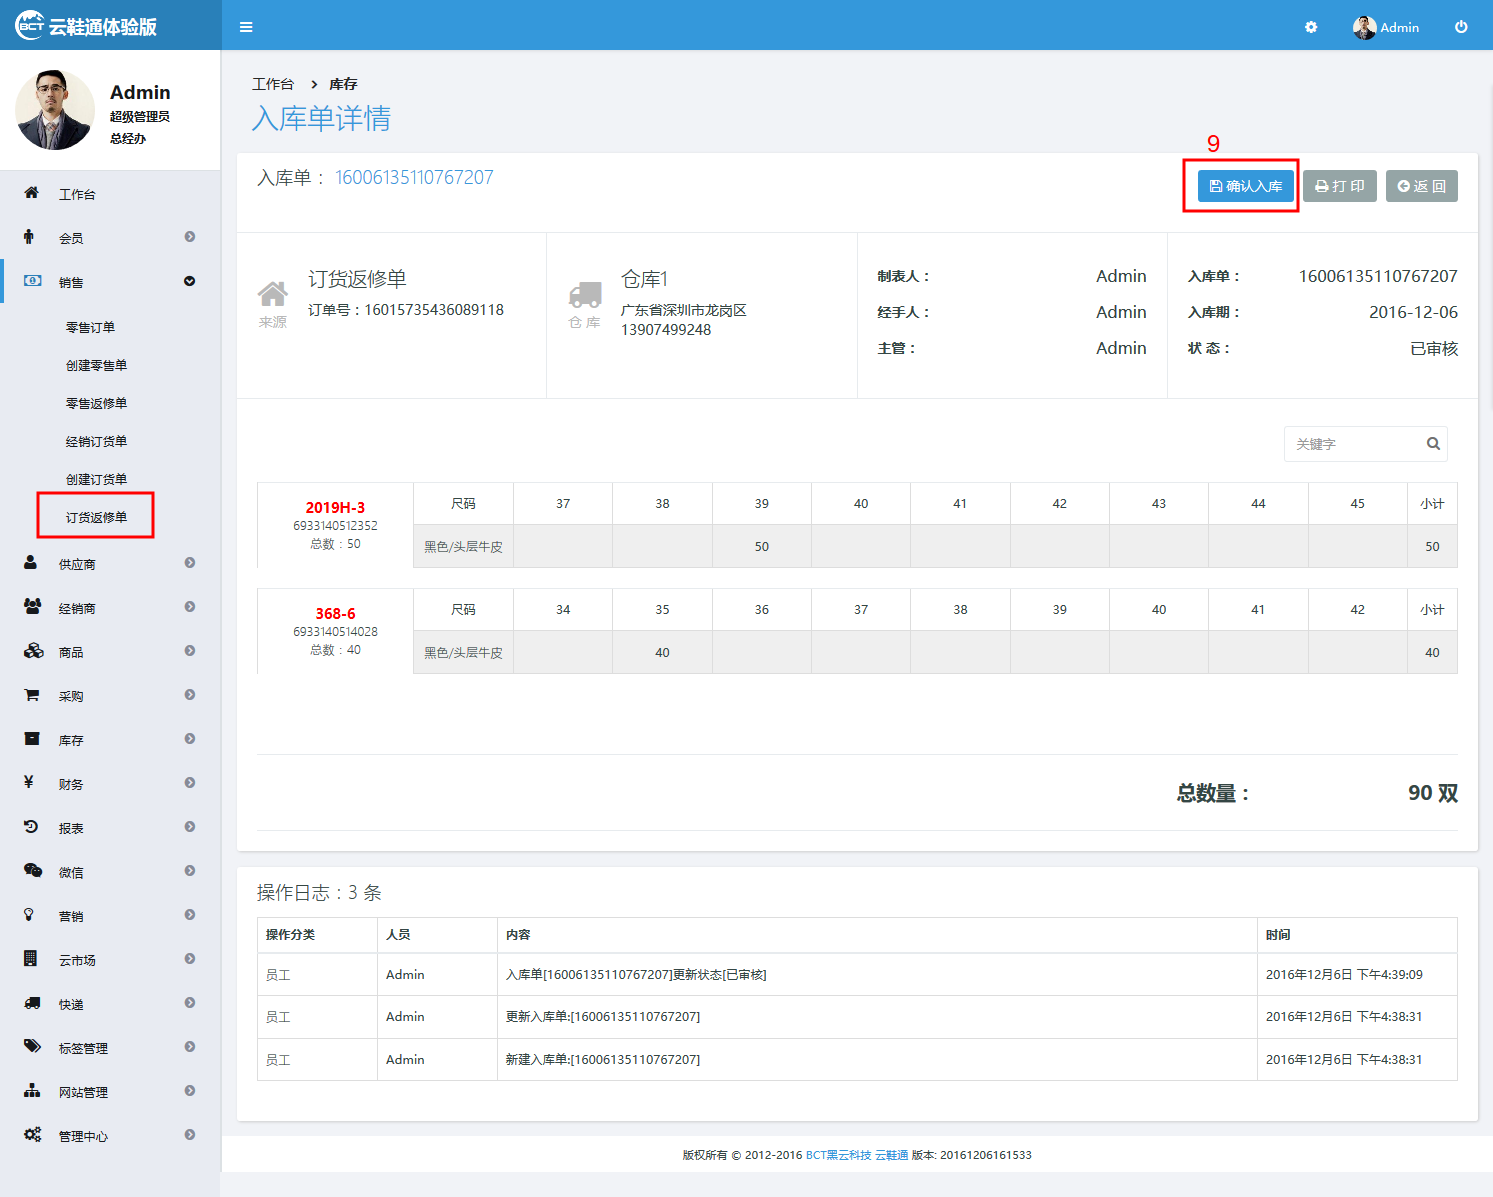 BCT 云鞋通体验版
Admin
Admin
超级管理员
总经办
工作台
会员
销售
零售订单
创建零售单
零售返修单
经销订货单
创建订货单
订货返修单
供应商
经销商
商品
采购
库存
财务
报表
微信
营销
云市场
快递
标签管理
网站管理
管理中心
工作台 > 库存
入库单详情
9
入库单： 16006135110767207
确认入库 打 印 返 回
来源
订货返修单
订单号：16015735436089118
仓 库
仓库1
广东省深圳市龙岗区
13907499248
制表人： Admin
经手人： Admin
主管： Admin
入库单： 16006135110767207
入库期： 2016-12-06
状 态： 已审核
关键字
2019H-3
6933140512352
总数：50
尺码 37 38 39 40 41 42 43 44 45 小计
黑色/头层牛皮 50 50
368-6
6933140514028
总数：40
尺码 34 35 36 37 38 39 40 41 42 小计
黑色/头层牛皮 40 40
总数量： 90 双
操作日志：3 条
操作分类 人员 内容 时间
员工 Admin 入库单[16006135110767207]更新状态[已审核] 2016年12月6日 下午4:39:09
员工 Admin 更新入库单:[16006135110767207] 2016年12月6日 下午4:38:31
员工 Admin 新建入库单:[16006135110767207] 2016年12月6日 下午4:38:31
版权所有 © 2012-2016 BCT黑云科技 云鞋通 版本: 20161206161533